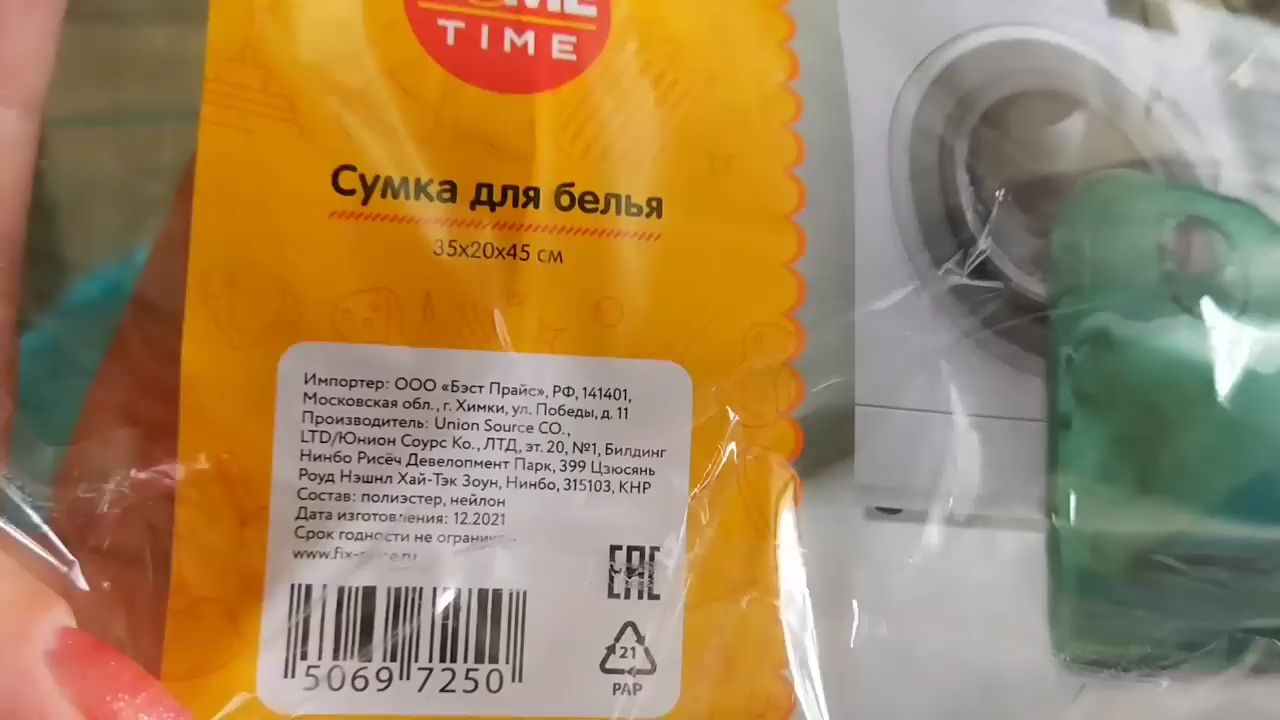 TIME
Сумка для белья
35x20x45 см
Импортер: ООО «Бэст Прайс», РФ, 141401,
Московская обл., г. Химки, ул. Победы, д. 11
Производитель: Union Source CO.,
LTD/Юнион Соурс Ко., ЛТД, эт. 20, №1, Билдинг
Нинбо Рисёч Девелопмент Парк, 399 Цзюсянь
Роуд Нэшнл Хай-Тэк Зоун, Нинбо, 315103, КНР
Состав: полиэстер, нейлон
Дата изготовления: 12.2021
Срок годности не
EAC
5069 7250
21
PAP